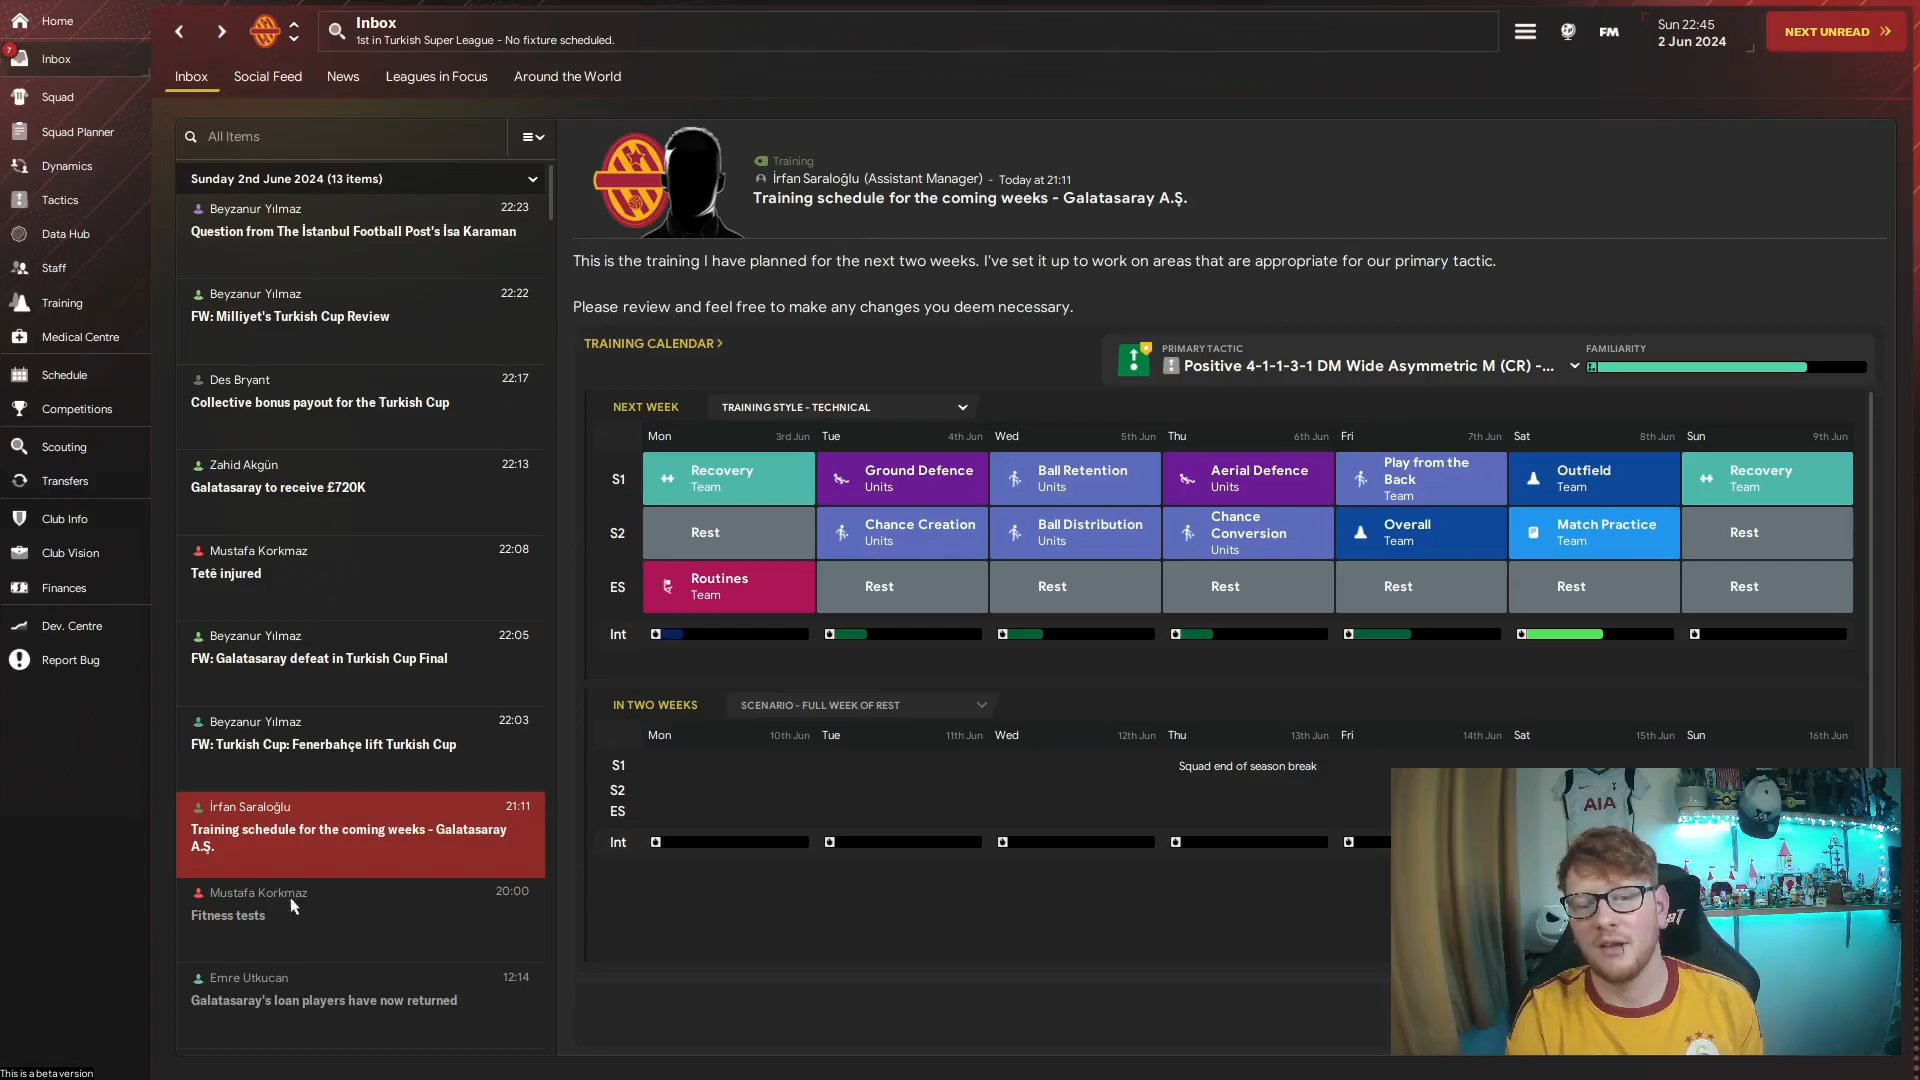 Home
7
Inbox
Squad
Squad Planner
Dynamics
Tactics
Data Hub
Staff
Training
Medical Centre
Schedule
Competitions
Scouting
Transfers
Club Info
Club Vision
Finances
Dev. Centre
Report Bug
This is a beta version
Inbox
1st in Turkish Super League - No fixture scheduled.
FM
Sun 22:45
2 Jun 2024
NEXT UNREAD
Inbox
Social Feed
News
Leagues in Focus
Around the World
All Items
Sunday 2nd June 2024 (13 items)
Beyzanur Yılmaz 22:23
Question from The İstanbul Football Post's İsa Karaman
Beyzanur Yılmaz 22:22
FW: Milliyet's Turkish Cup Review
Des Bryant 22:17
Collective bonus payout for the Turkish Cup
Zahid Akgün 22:13
Galatasaray to receive £720K
Mustafa Korkmaz 22:08
Tetê injured
Beyzanur Yılmaz 22:05
FW: Galatasaray defeat in Turkish Cup Final
Beyzanur Yılmaz 22:03
FW: Turkish Cup: Fenerbahçe lift Turkish Cup
İrfan Saraloğlu 21:11
Training schedule for the coming weeks - Galatasaray
A.Ş.
Mustafa Korkmaz 20:00
Fitness tests
Emre Utkucan 12:14
Galatasaray's loan players have now returned
Training
İrfan Saraloğlu (Assistant Manager) - Today at 21:11
Training schedule for the coming weeks - Galatasaray A.Ş.
This is the training I have planned for the next two weeks. I've set it up to work on areas that are appropriate for our primary tactic.
Please review and feel free to make any changes you deem necessary.
TRAINING CALENDAR >
PRIMARY TACTIC
Positive 4-1-1-3-1 DM Wide Asymmetric M (CR) -...
FAMILIARITY
NEXT WEEK
TRAINING STYLE - TECHNICAL
Mon 3rd Jun Tue 4th Jun Wed 5th Jun Thu 6th Jun Fri 7th Jun Sat 8th Jun Sun 9th Jun
S1
Recovery
Team
Ground Defence
Units
Ball Retention
Units
Aerial Defence
Units
Play from the
Back
Team
Outfield
Team
Recovery
Team
S2
Rest
Chance Creation
Units
Ball Distribution
Units
Chance
Conversion
Units
Overall
Team
Match Practice
Team
Rest
ES
Routines
Team
Rest
Rest
Rest
Rest
Rest
Rest
Int
IN TWO WEEKS
SCENARIO - FULL WEEK OF REST
Mon 10th Jun Tue 11th Jun Wed 12th Jun Thu 13th Jun Fri 14th Jun Sat 15th Jun Sun 16th Jun
S1
Squad end of season break
S2
ES
Int
AIA